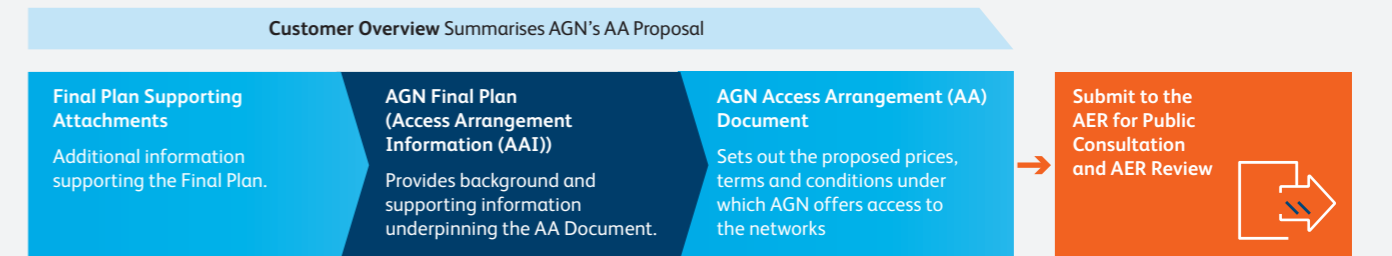 Customer Overview Summarises AGN's AA Proposal
Final Plan Supporting
Attachments
Additional information
supporting the Final Plan.
AGN Final Plan
(Access Arrangement
Information (AAI))
Provides background and
supporting information
underpinning the AA Document.
AGN Access Arrangement (AA)
Document
Sets out the proposed prices,
terms and conditions under
which AGN offers access to
the networks
Submit to the
AER for Public
Consultation
and AER Review